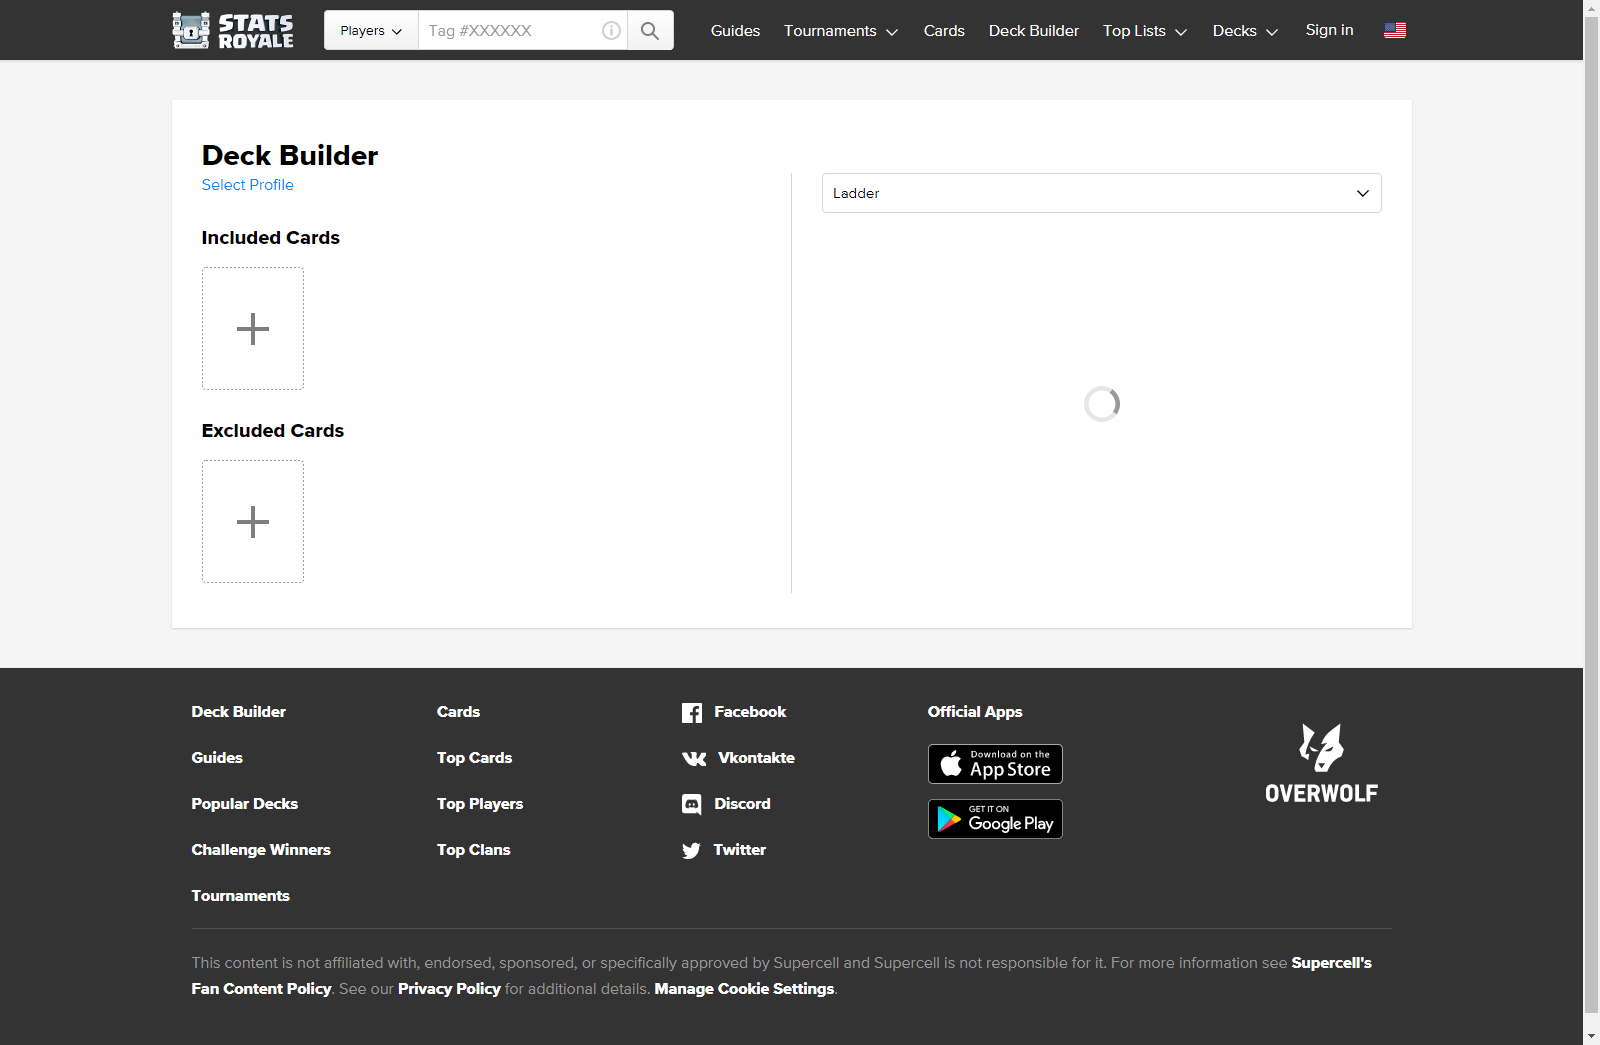 STATS
ROYALE
Players
Tag #XXXXXX
Guides
Tournaments
Cards
Deck Builder
Top Lists
Decks
Sign in
Deck Builder
Select Profile
Ladder
Included Cards
Excluded Cards
Deck Builder
Guides
Popular Decks
Challenge Winners
Tournaments
Cards
Top Cards
Top Players
Top Clans
Facebook
Vkontakte
Discord
Twitter
Official Apps
Download on the
App Store
GET IT ON
Google Play
OVERWOLF
This content is not affiliated with, endorsed, sponsored, or specifically approved by Supercell and Supercell is not responsible for it. For more information see Supercell's
Fan Content Policy. See our Privacy Policy for additional details. Manage Cookie Settings.